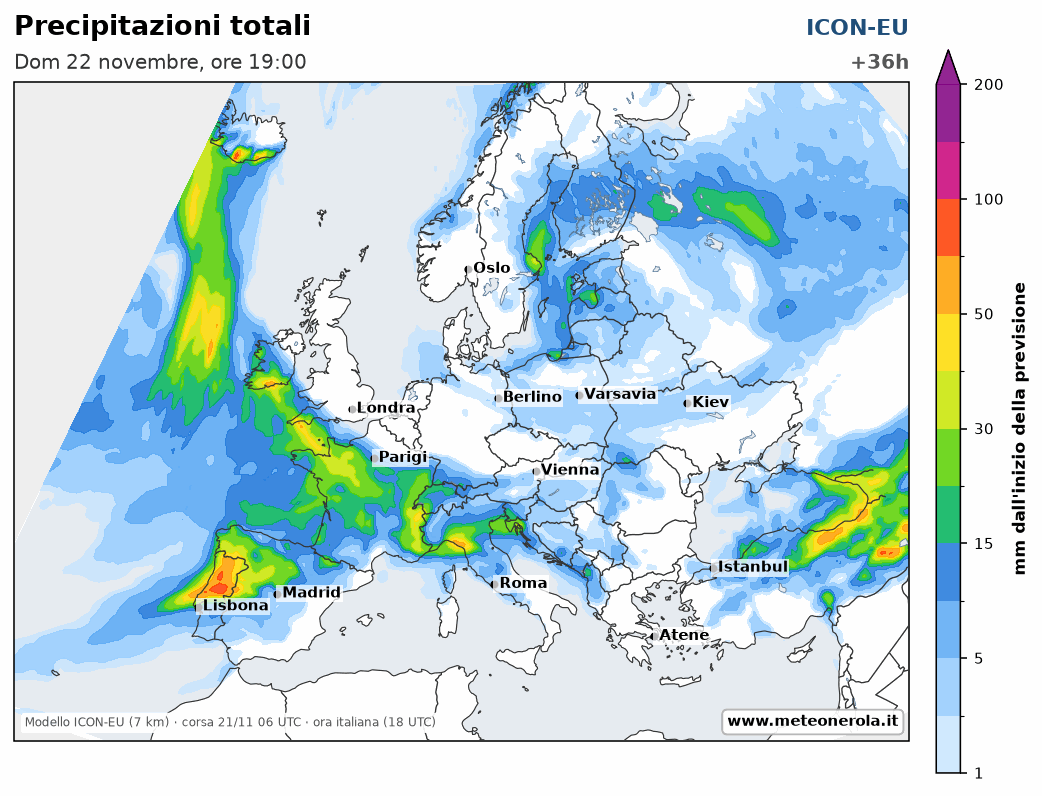 Precipitazioni totali
ICON-EU
Dom 22 novembre, ore 19:00
+36h
200
100
50
30
15
5
1
mm dall'inizio della previsione
Oslo
Berlino
Varsavia
Kiev
Londra
Parigi
Vienna
Istanbul
Roma
Madrid
Lisbona
Atene
Modello ICON-EU (7 km) · corsa 21/11 06 UTC · ora italiana (18 UTC)
www.meteonerola.it